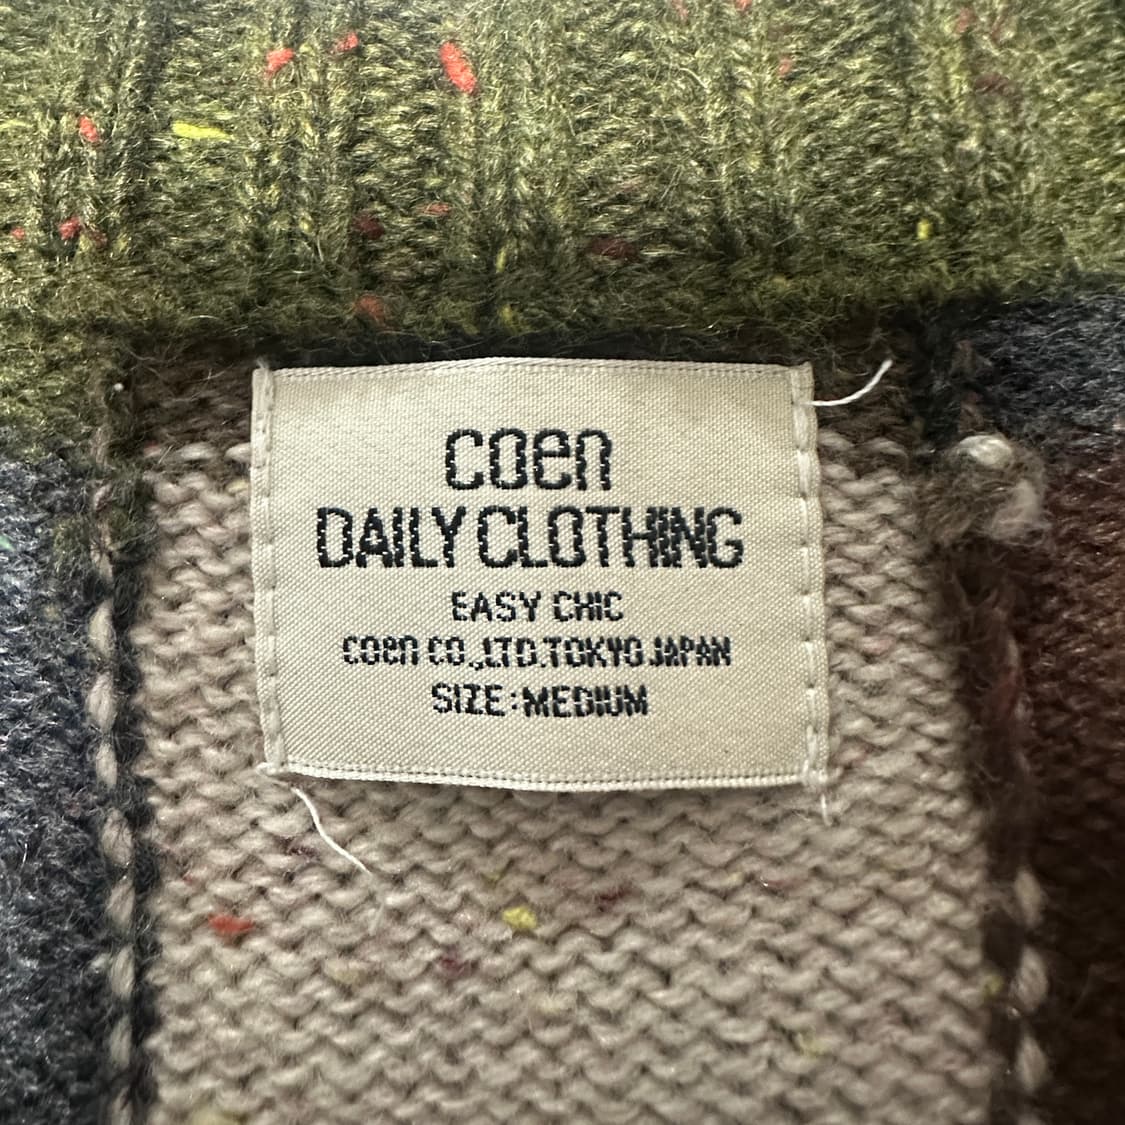 coen
DAILY CLOTHING
EASY CHIC
coen CO.,LTD.TOKYO JAPAN
SIZE:MEDIUM